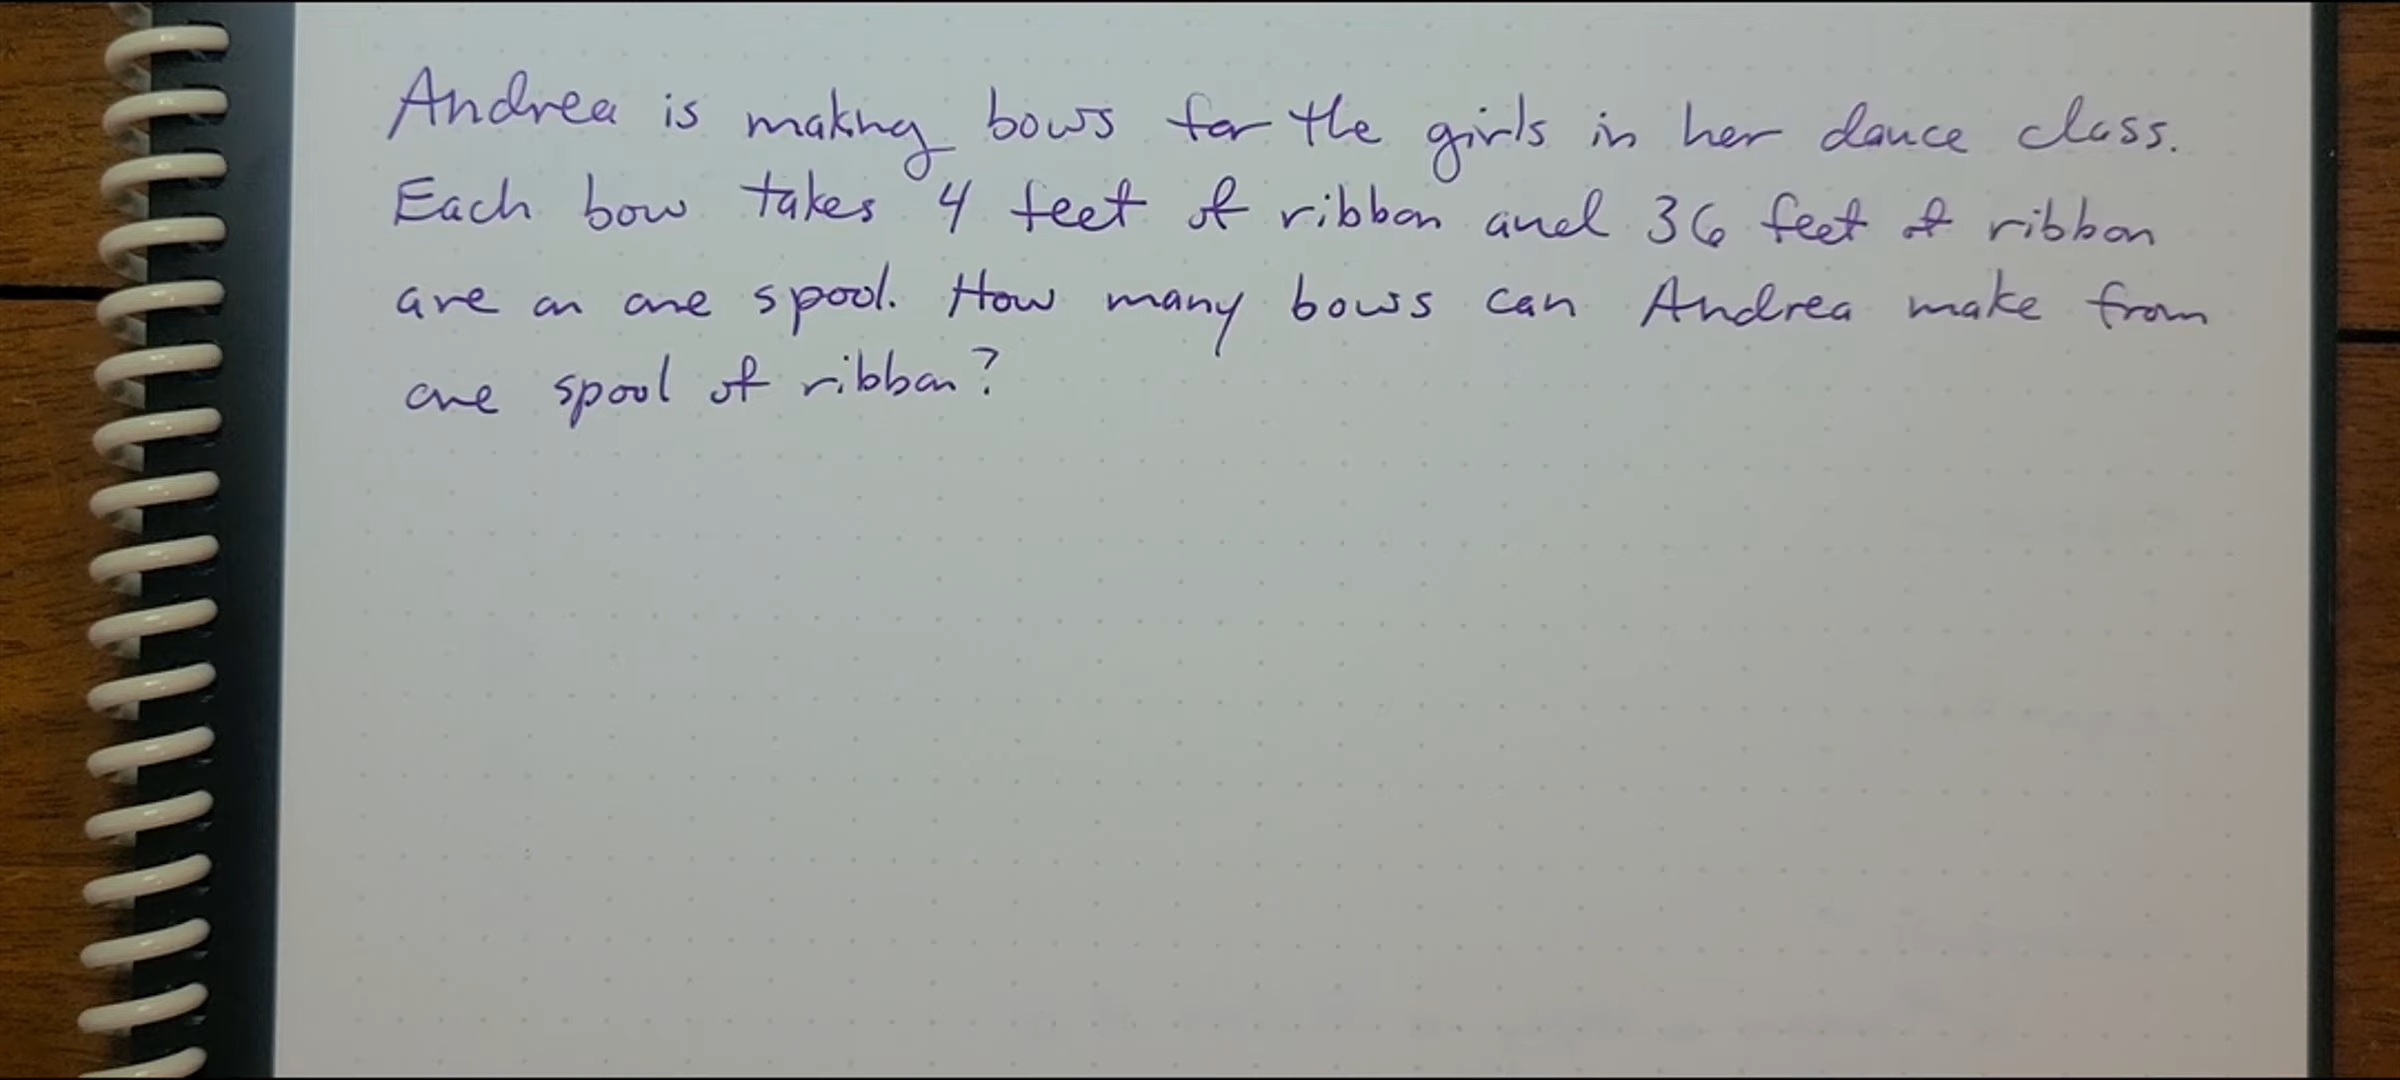 Andrea is making bows for the girls in her dance class.
Each bow takes 4 feet of ribbon and 36 feet of ribbon
are on one spool. How many bows can Andrea make from
one spool of ribbon?